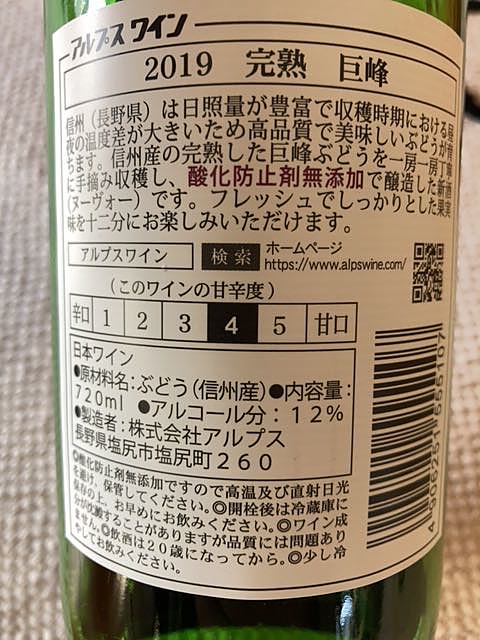 アルプス ワイン
2019 完熟 巨峰
信州（長野県）は日照量が豊富で収穫時期における昼
夜の温度差が大きいため高品質で美味しいぶどうが育
ちます。信州産の完熟した巨峰ぶどうを一房一房丁寧
に手摘み収穫し、酸化防止剤無添加で醸造した新酒
（ヌーヴォー）です。フレッシュでしっかりとした果実
味を十二分にお楽しみいただけます。
アルプスワイン 検索 ホームページ
https://www.alpswine.com/
（このワインの甘辛度）
辛口 1 2 3 4 5 甘口
日本ワイン
●原材料名：ぶどう（信州産）●内容量：
720ml ●アルコール分：12%
●製造者：株式会社アルプス
長野県塩尻市塩尻町260
◎酸化防止剤無添加ですので高温及び直射日光
を避け、保管してください。◎開栓後は冷蔵庫に
保存の上、お早めにお飲みください。◎ワイン成
分が沈殿することがありますが品質には問題あり
ません。◎飲酒は20歳になってから。◎少し冷
やしてお飲みください。
4 906251 555107